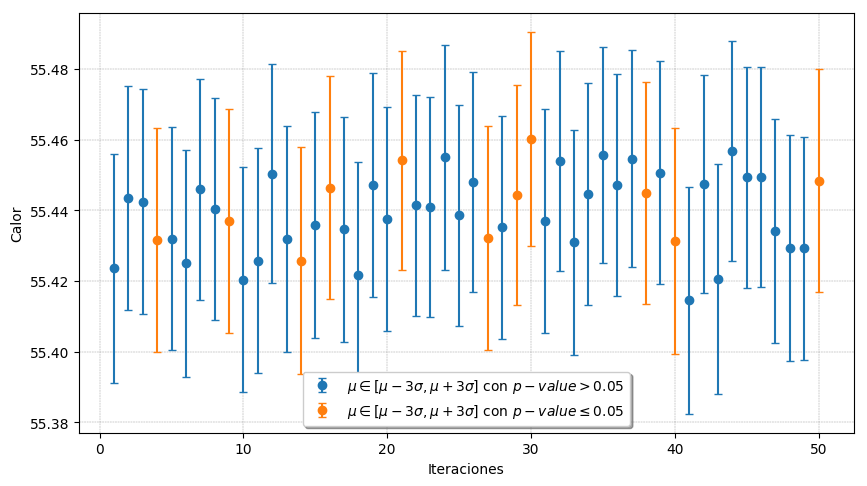 Calor
55.48
55.46
55.44
55.42
55.40
55.38
μ ∈ [μ − 3σ, μ + 3σ] con p − value > 0.05
μ ∈ [μ − 3σ, μ + 3σ] con p − value ≤ 0.05
0 10 20 30 40 50
Iteraciones